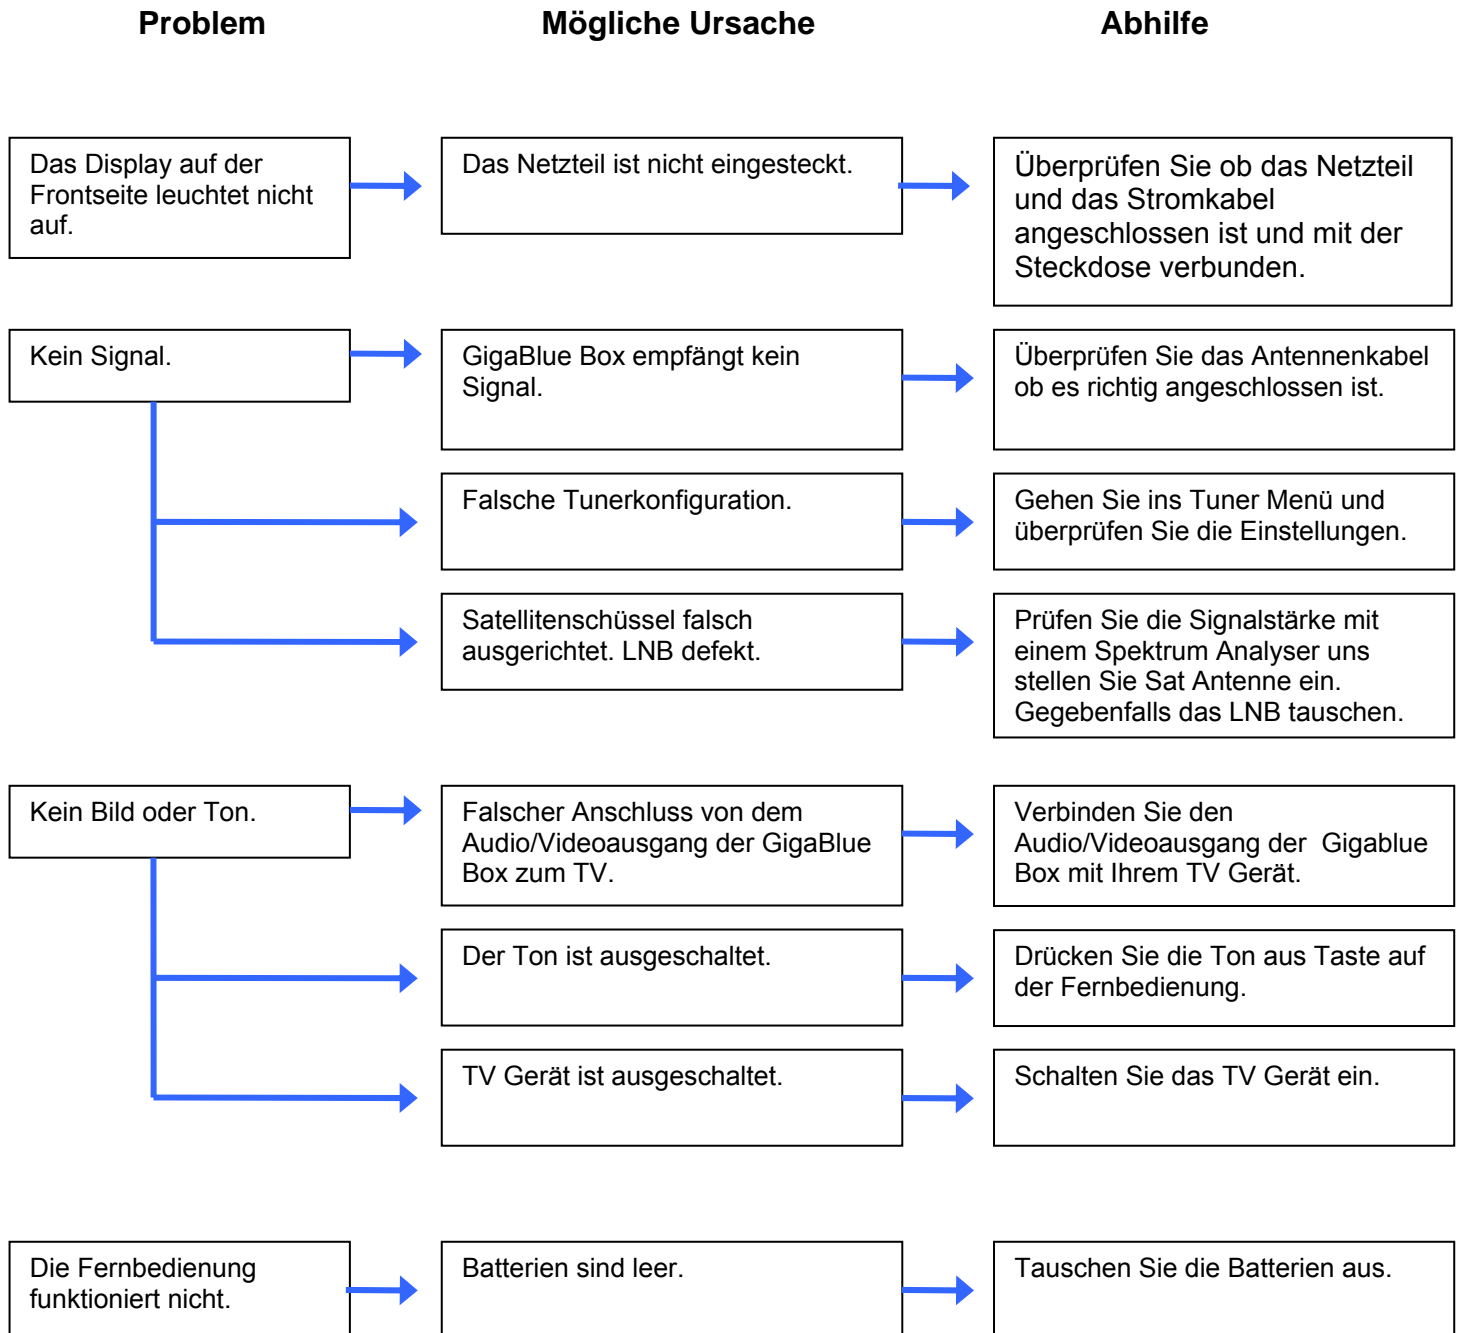 Problem
Mögliche Ursache
Abhilfe
Das Display auf der
Frontseite leuchtet nicht
auf.
Das Netzteil ist nicht eingesteckt.
Überprüfen Sie ob das Netzteil
und das Stromkabel
angeschlossen ist und mit der
Steckdose verbunden.
Kein Signal.
GigaBlue Box empfängt kein
Signal.
Überprüfen Sie das Antennenkabel
ob es richtig angeschlossen ist.
Falsche Tunerkonfiguration.
Gehen Sie ins Tuner Menü und
überprüfen Sie die Einstellungen.
Satellitenschüssel falsch
ausgerichtet. LNB defekt.
Prüfen Sie die Signalstärke mit
einem Spektrum Analyser uns
stellen Sie Sat Antenne ein.
Gegebenfalls das LNB tauschen.
Kein Bild oder Ton.
Falscher Anschluss von dem
Audio/Videoausgang der GigaBlue
Box zum TV.
Verbinden Sie den
Audio/Videoausgang der  Gigablue
Box mit Ihrem TV Gerät.
Der Ton ist ausgeschaltet.
Drücken Sie die Ton aus Taste auf
der Fernbedienung.
TV Gerät ist ausgeschaltet.
Schalten Sie das TV Gerät ein.
Die Fernbedienung
funktioniert nicht.
Batterien sind leer.
Tauschen Sie die Batterien aus.